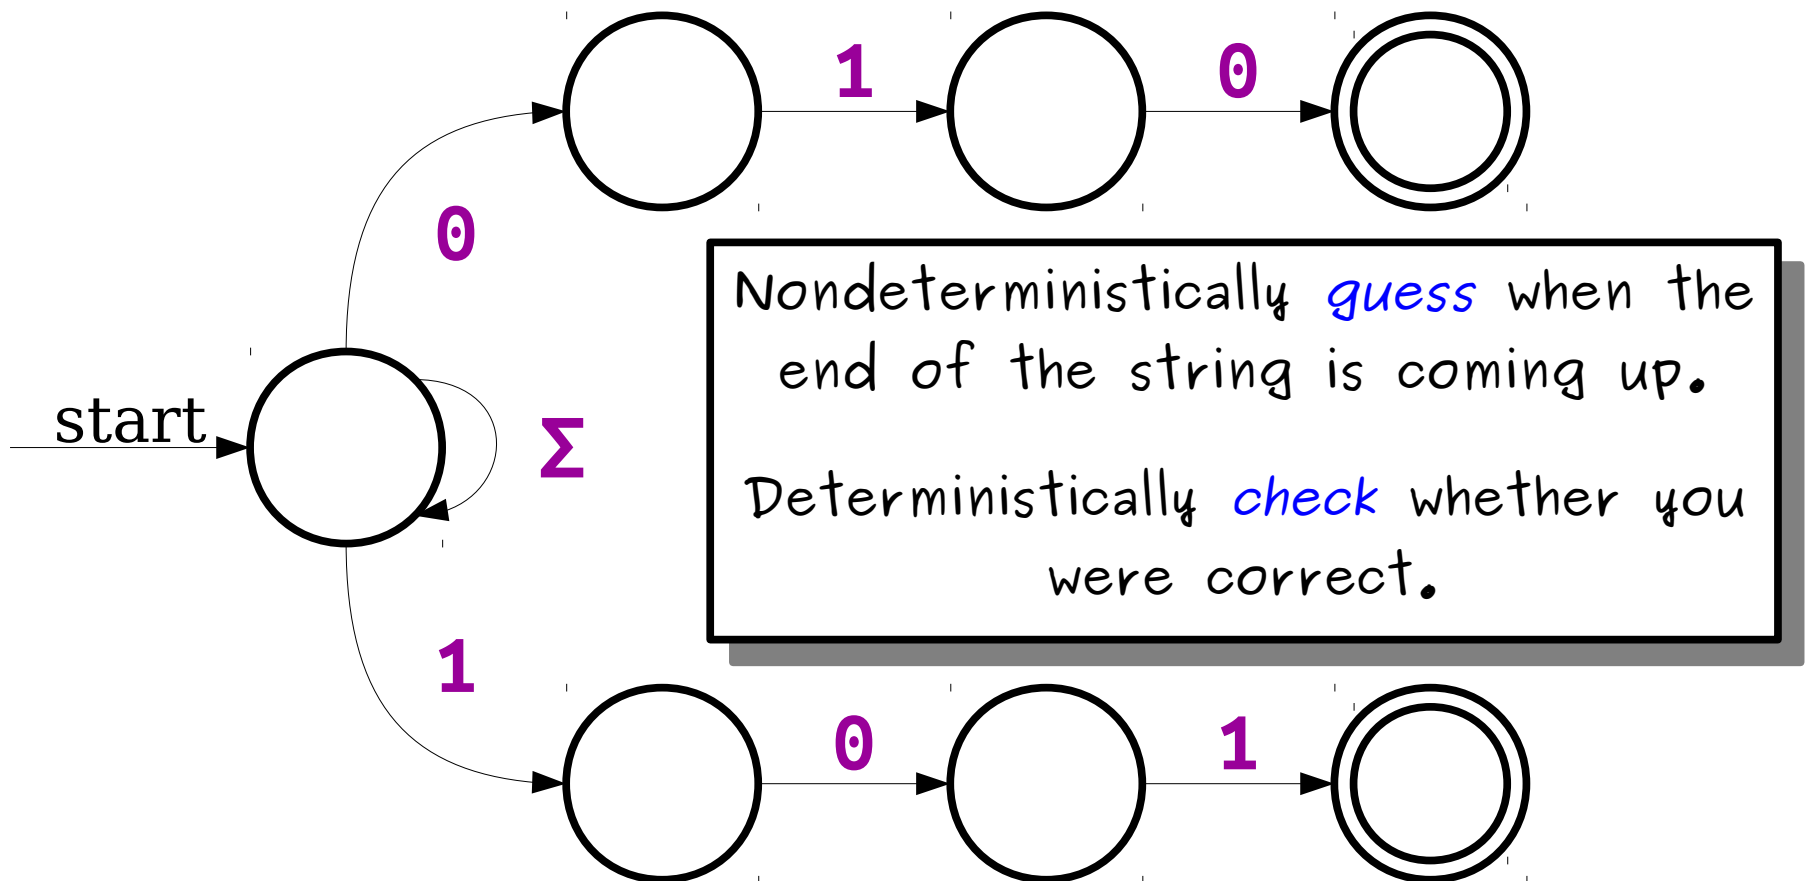 1
0
0
Nondeterministically guess when the
end of the string is coming up.
start
Σ
Deterministically check whether you
were correct.
1
0
1